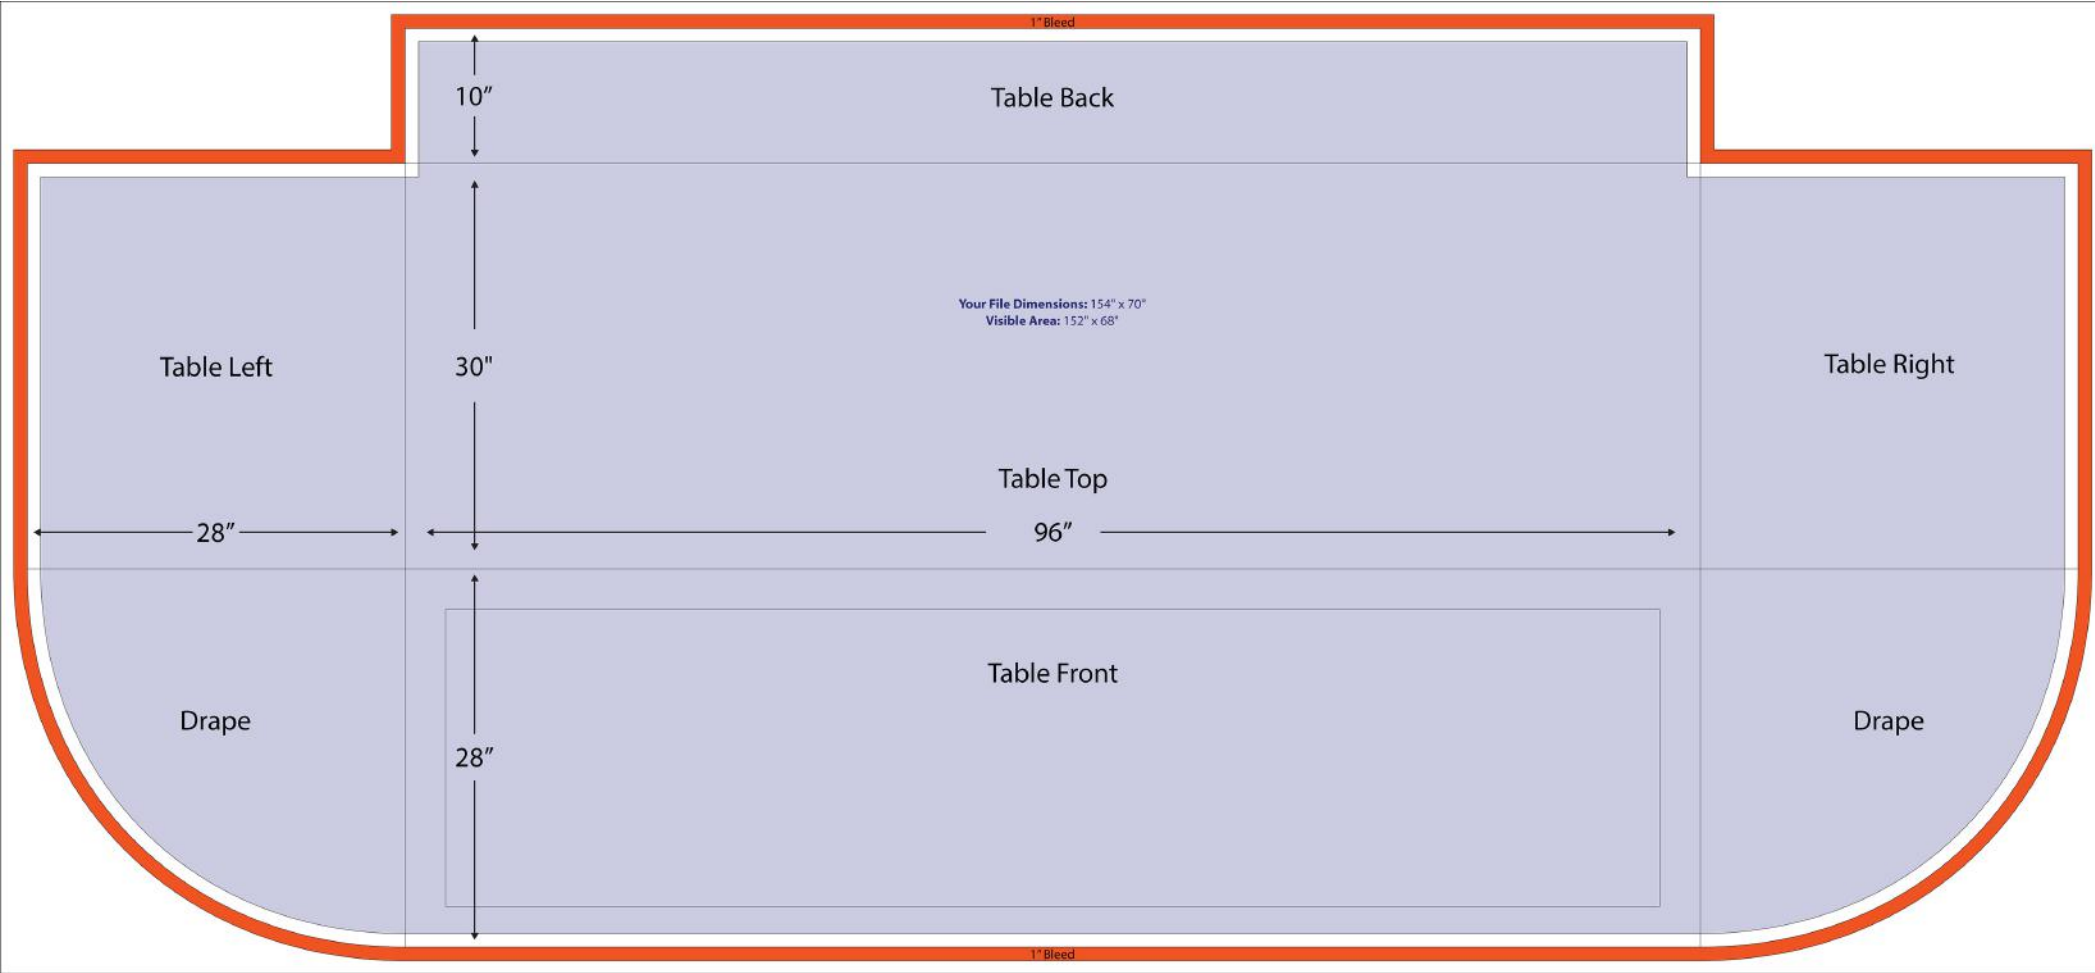 1" Bleed
10”
Table Back
Your File Dimensions: 154" x 70"
Visible Area: 152" x 68"
Table Left
30"
Table Right
Table Top
28”
96”
Table Front
Drape
28”
Drape
1" Bleed